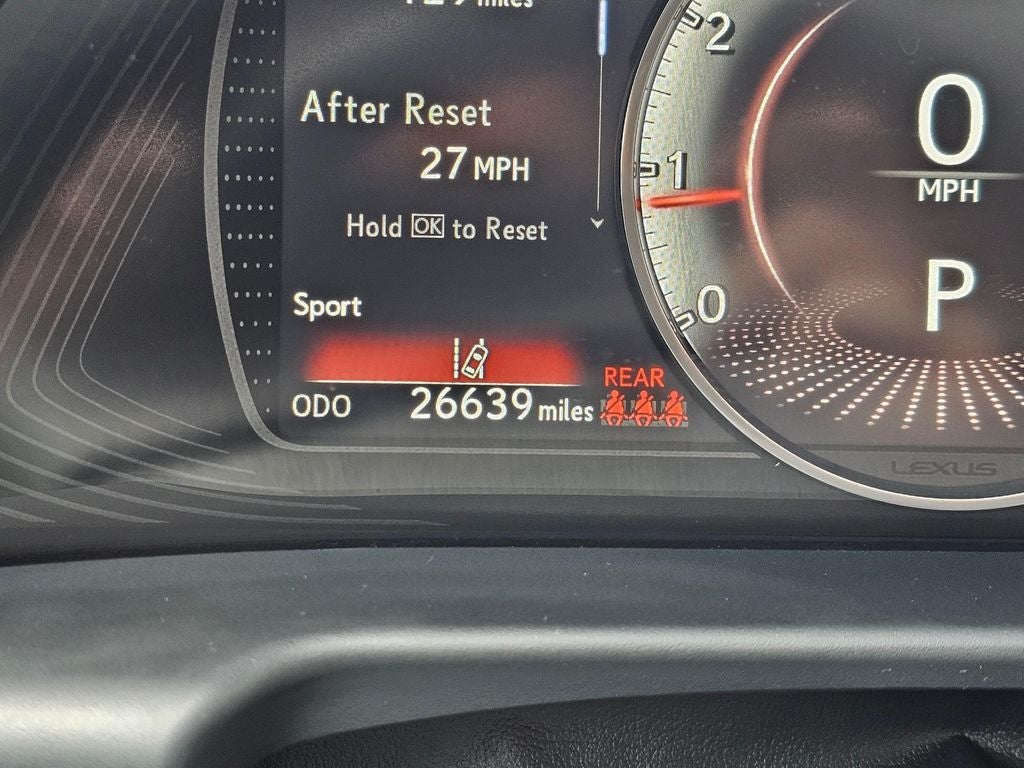 miles
After Reset
27 MPH
Hold OK to Reset
Sport
ODO 26639 miles
REAR
2
1
0
0
MPH
P
LEXUS